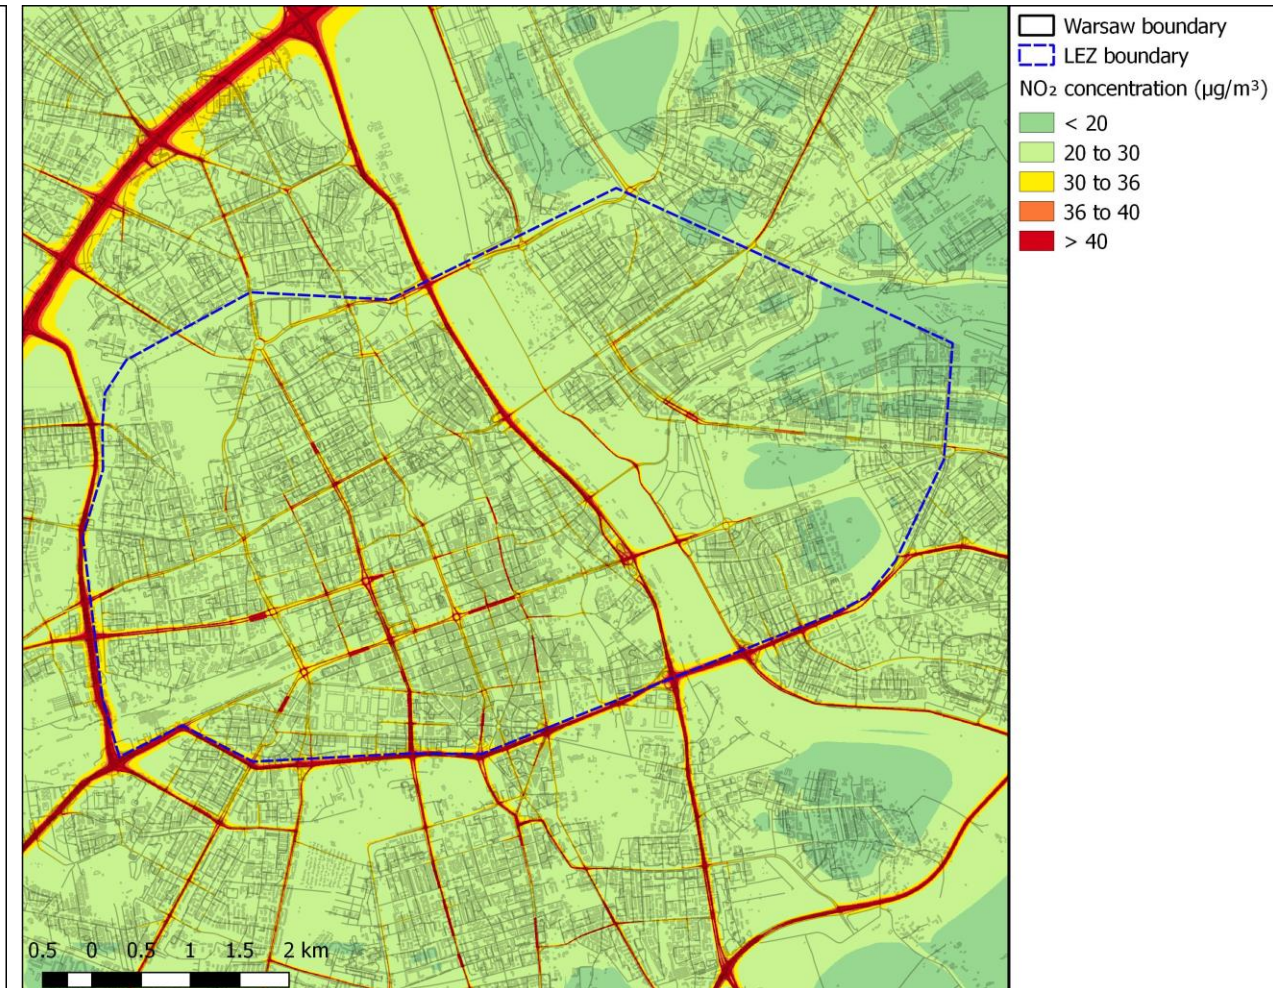 Warsaw boundary
LEZ boundary
NO₂ concentration (µg/m³)
< 20
20 to 30
30 to 36
36 to 40
> 40
0.5 0 0.5 1 1.5 2 km